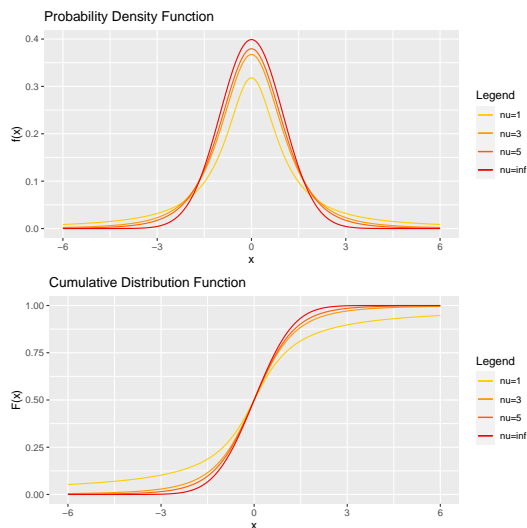 Probability Density Function
0.4
0.3
0.2
0.1
0.0
f(x)
−6
−3
0
3
6
x
Legend
nu=1
nu=3
nu=5
nu=inf
Cumulative Distribution Function
1.00
0.75
0.50
0.25
0.00
F(x)
−6
−3
0
3
6
x
Legend
nu=1
nu=3
nu=5
nu=inf